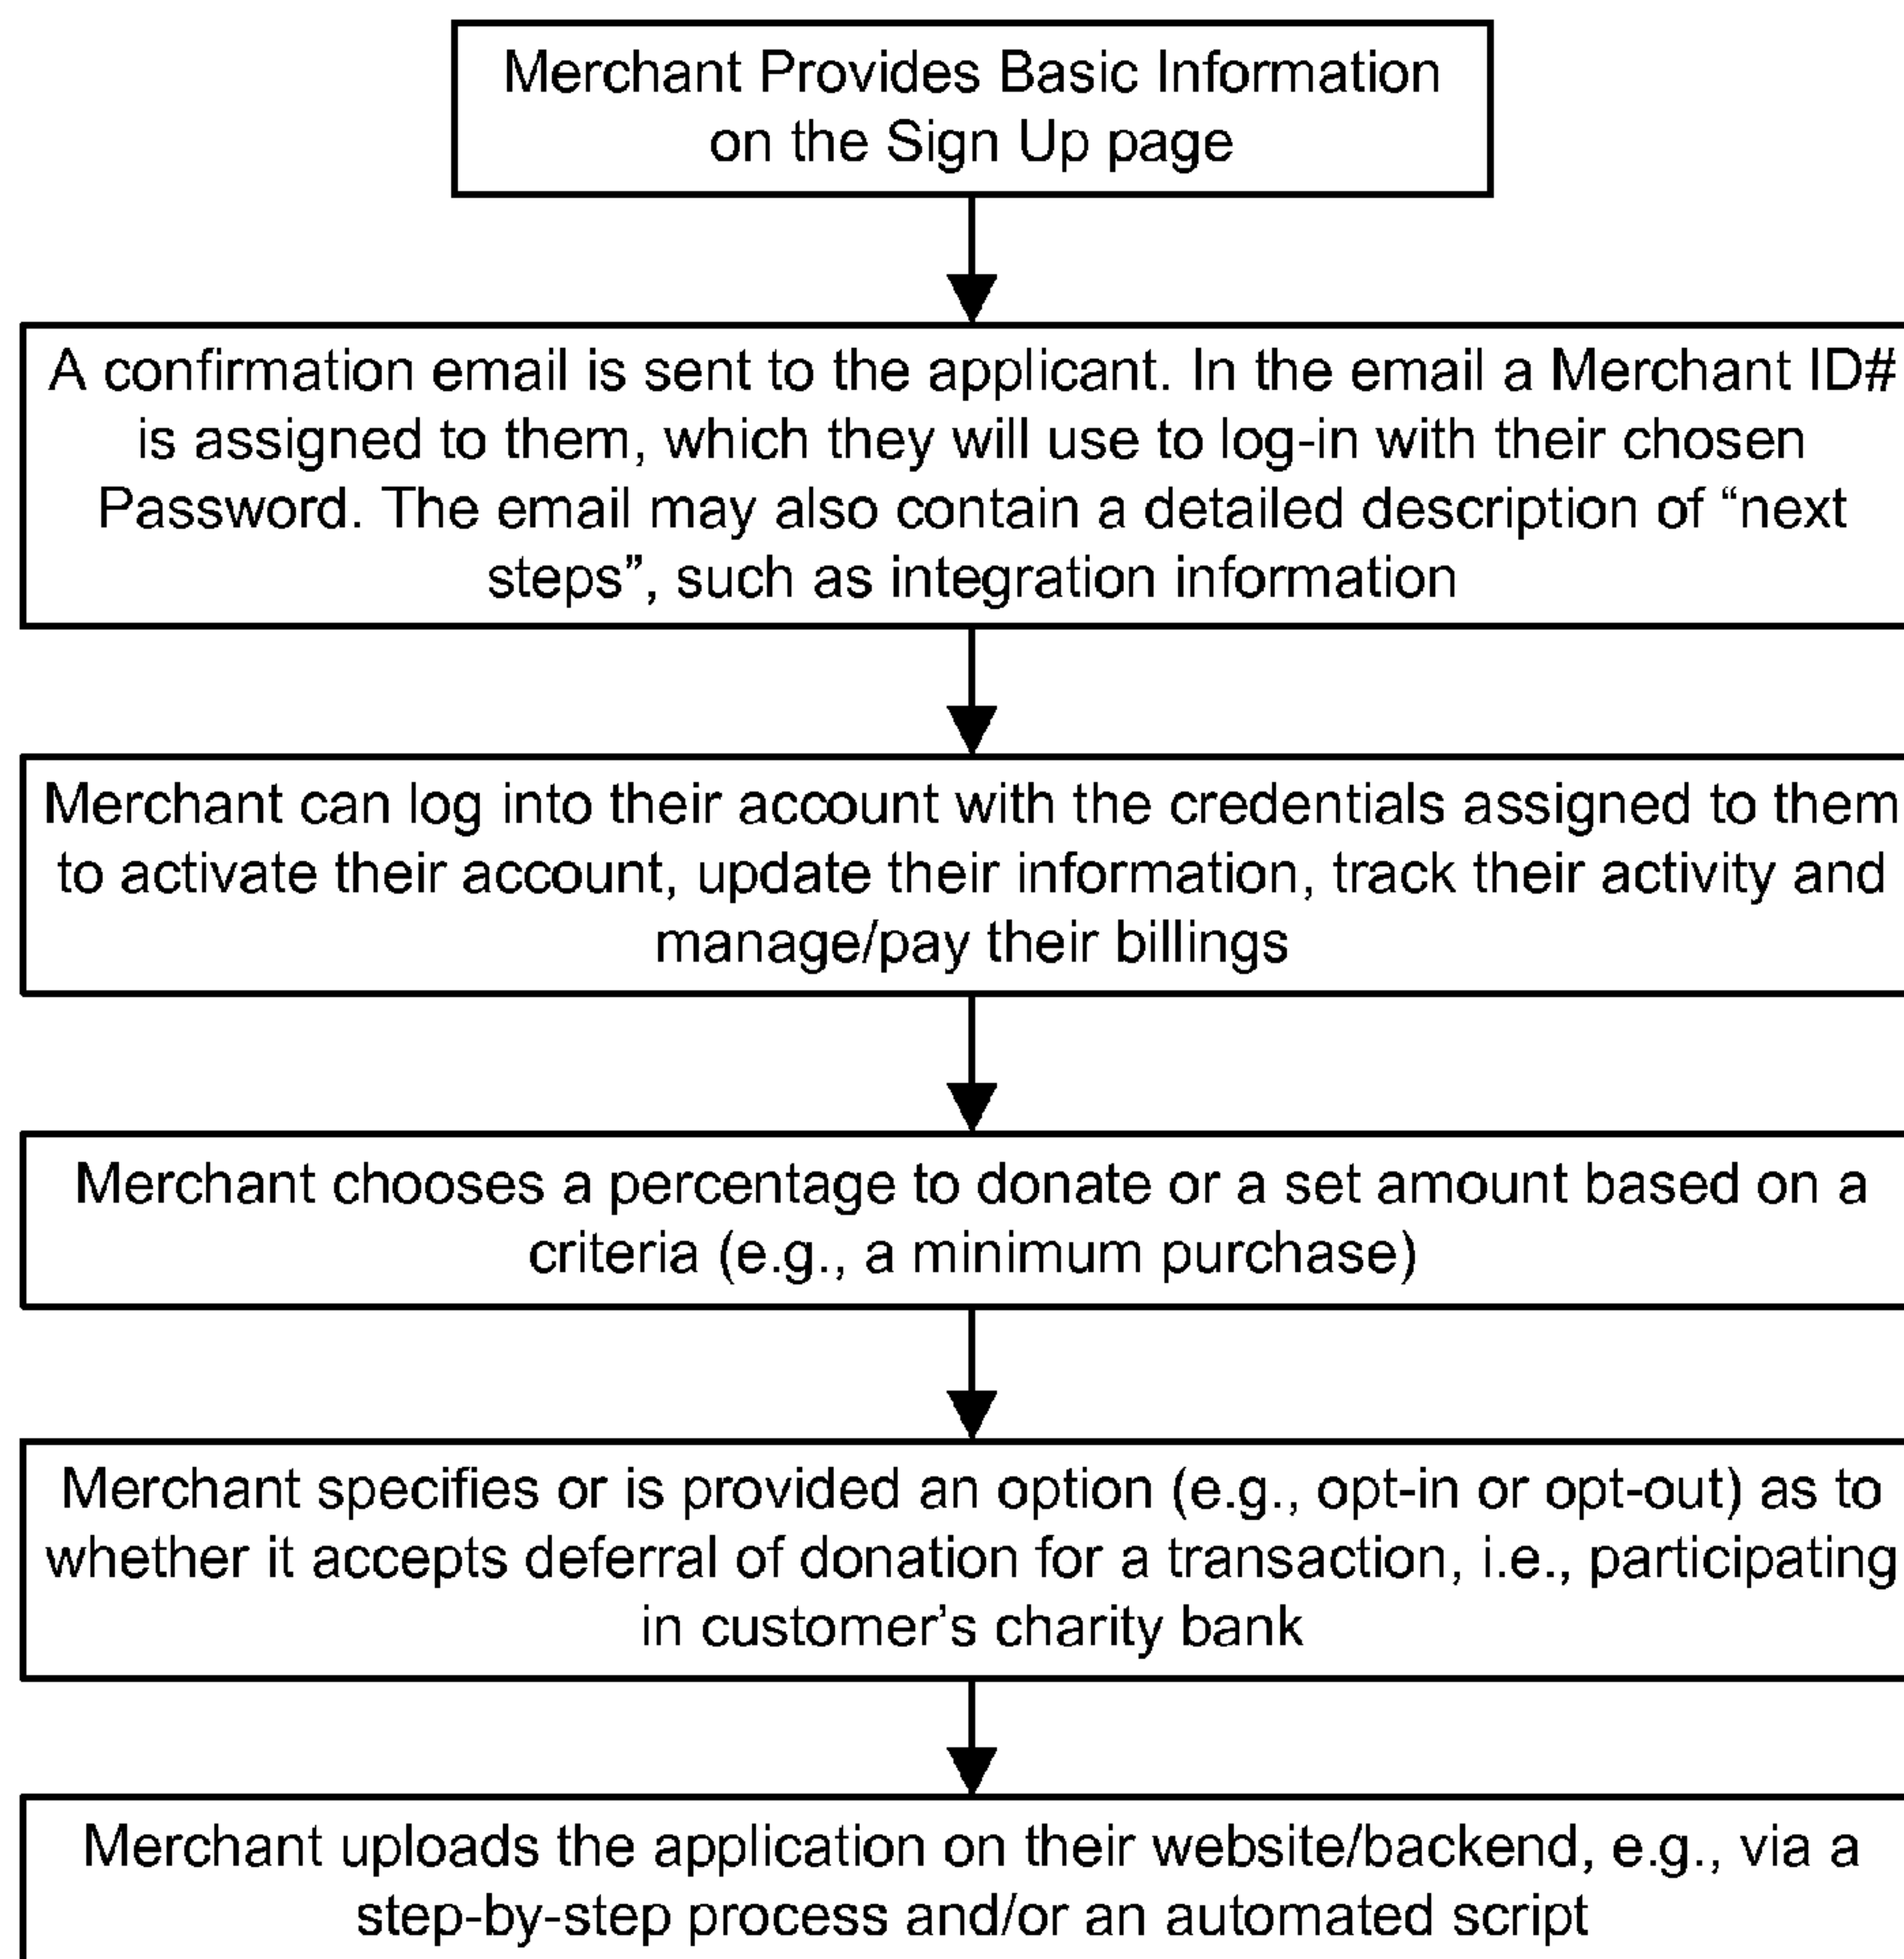 Merchant Provides Basic Information
on the Sign Up page
A confirmation email is sent to the applicant. In the email a Merchant ID#
is assigned to them, which they will use to log-in with their chosen
Password. The email may also contain a detailed description of “next
steps”, such as integration information
Merchant can log into their account with the credentials assigned to them
to activate their account, update their information, track their activity and
manage/pay their billings
Merchant chooses a percentage to donate or a set amount based on a
criteria (e.g., a minimum purchase)
Merchant specifies or is provided an option (e.g., opt-in or opt-out) as to
whether it accepts deferral of donation for a transaction, i.e., participating
in customer’s charity bank
Merchant uploads the application on their website/backend, e.g., via a
step-by-step process and/or an automated script